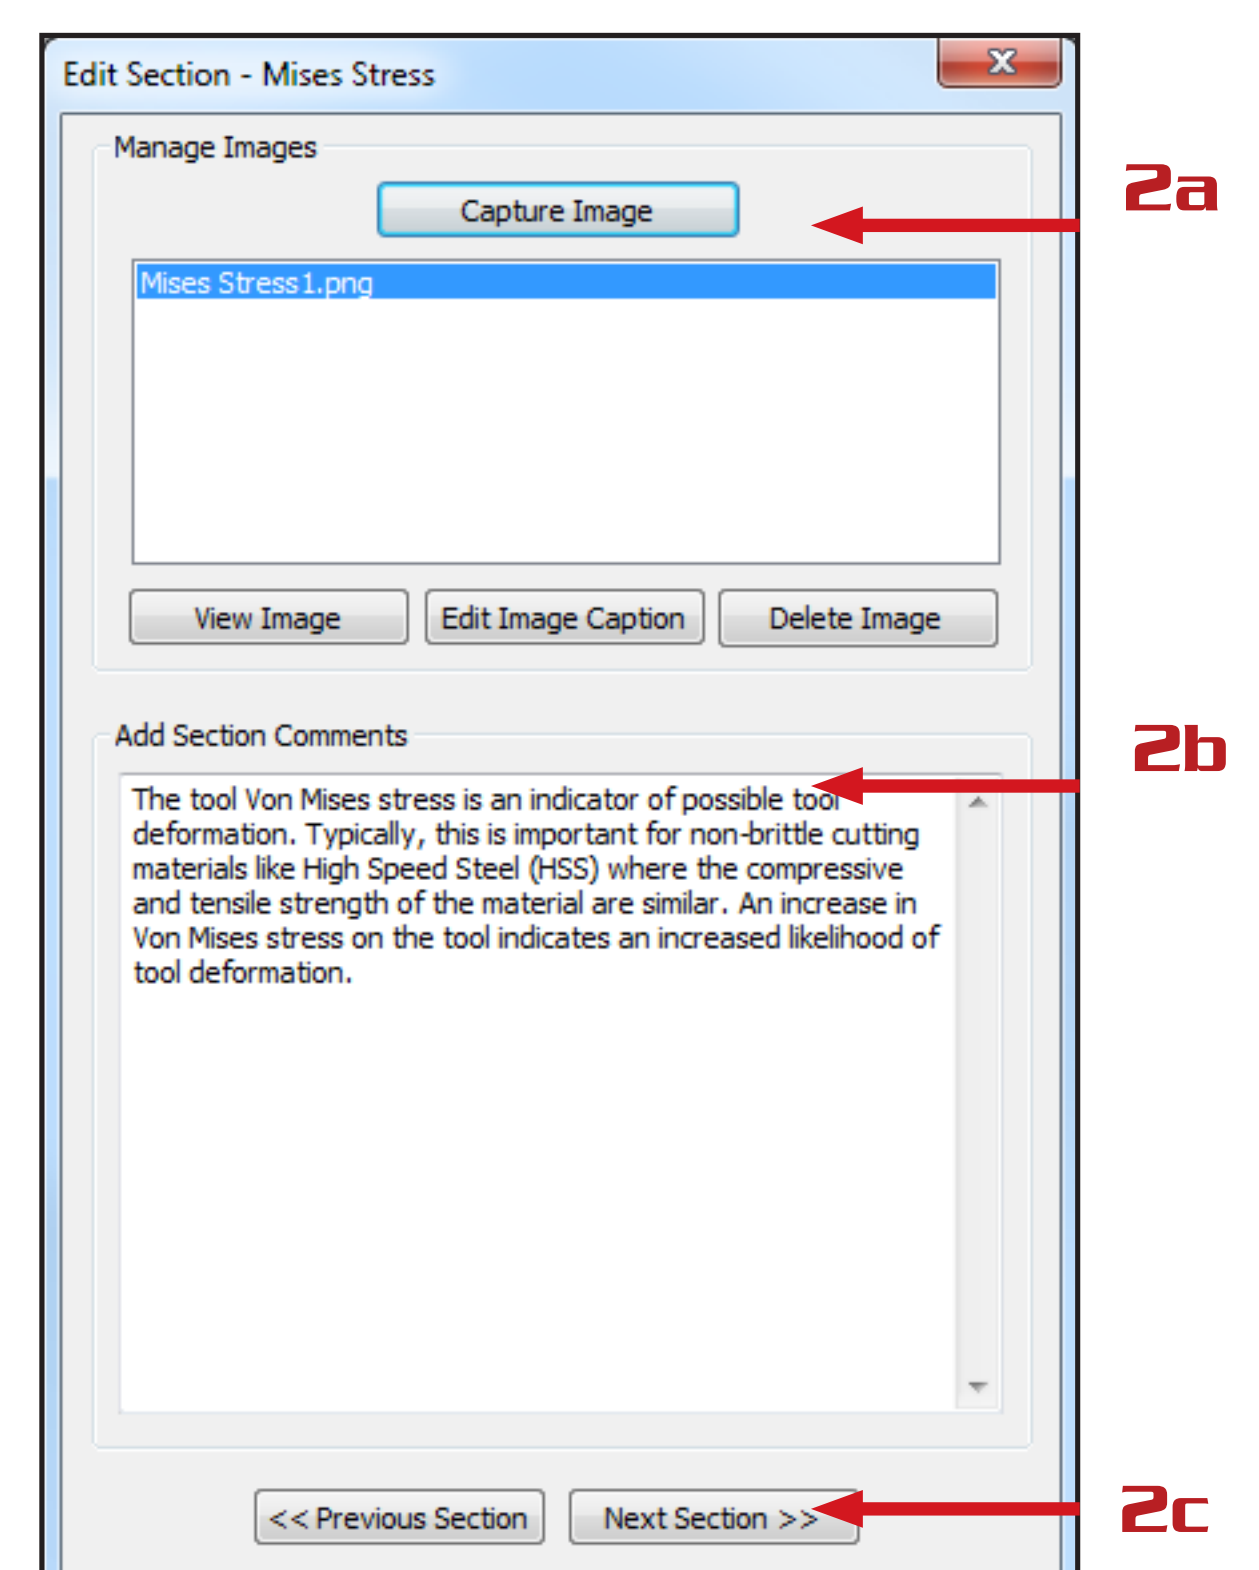 Edit Section - Mises Stress
X
Manage Images
2a
Capture Image
Mises Stress1.png
View Image
Edit Image Caption
Delete Image
Add Section Comments
2b
The tool Von Mises stress is an indicator of possible tool
deformation. Typically, this is important for non-brittle cutting
materials like High Speed Steel (HSS) where the compressive
and tensile strength of the material are similar. An increase in
Von Mises stress on the tool indicates an increased likelihood of
tool deformation.
<< Previous Section
Next Section >>
2c